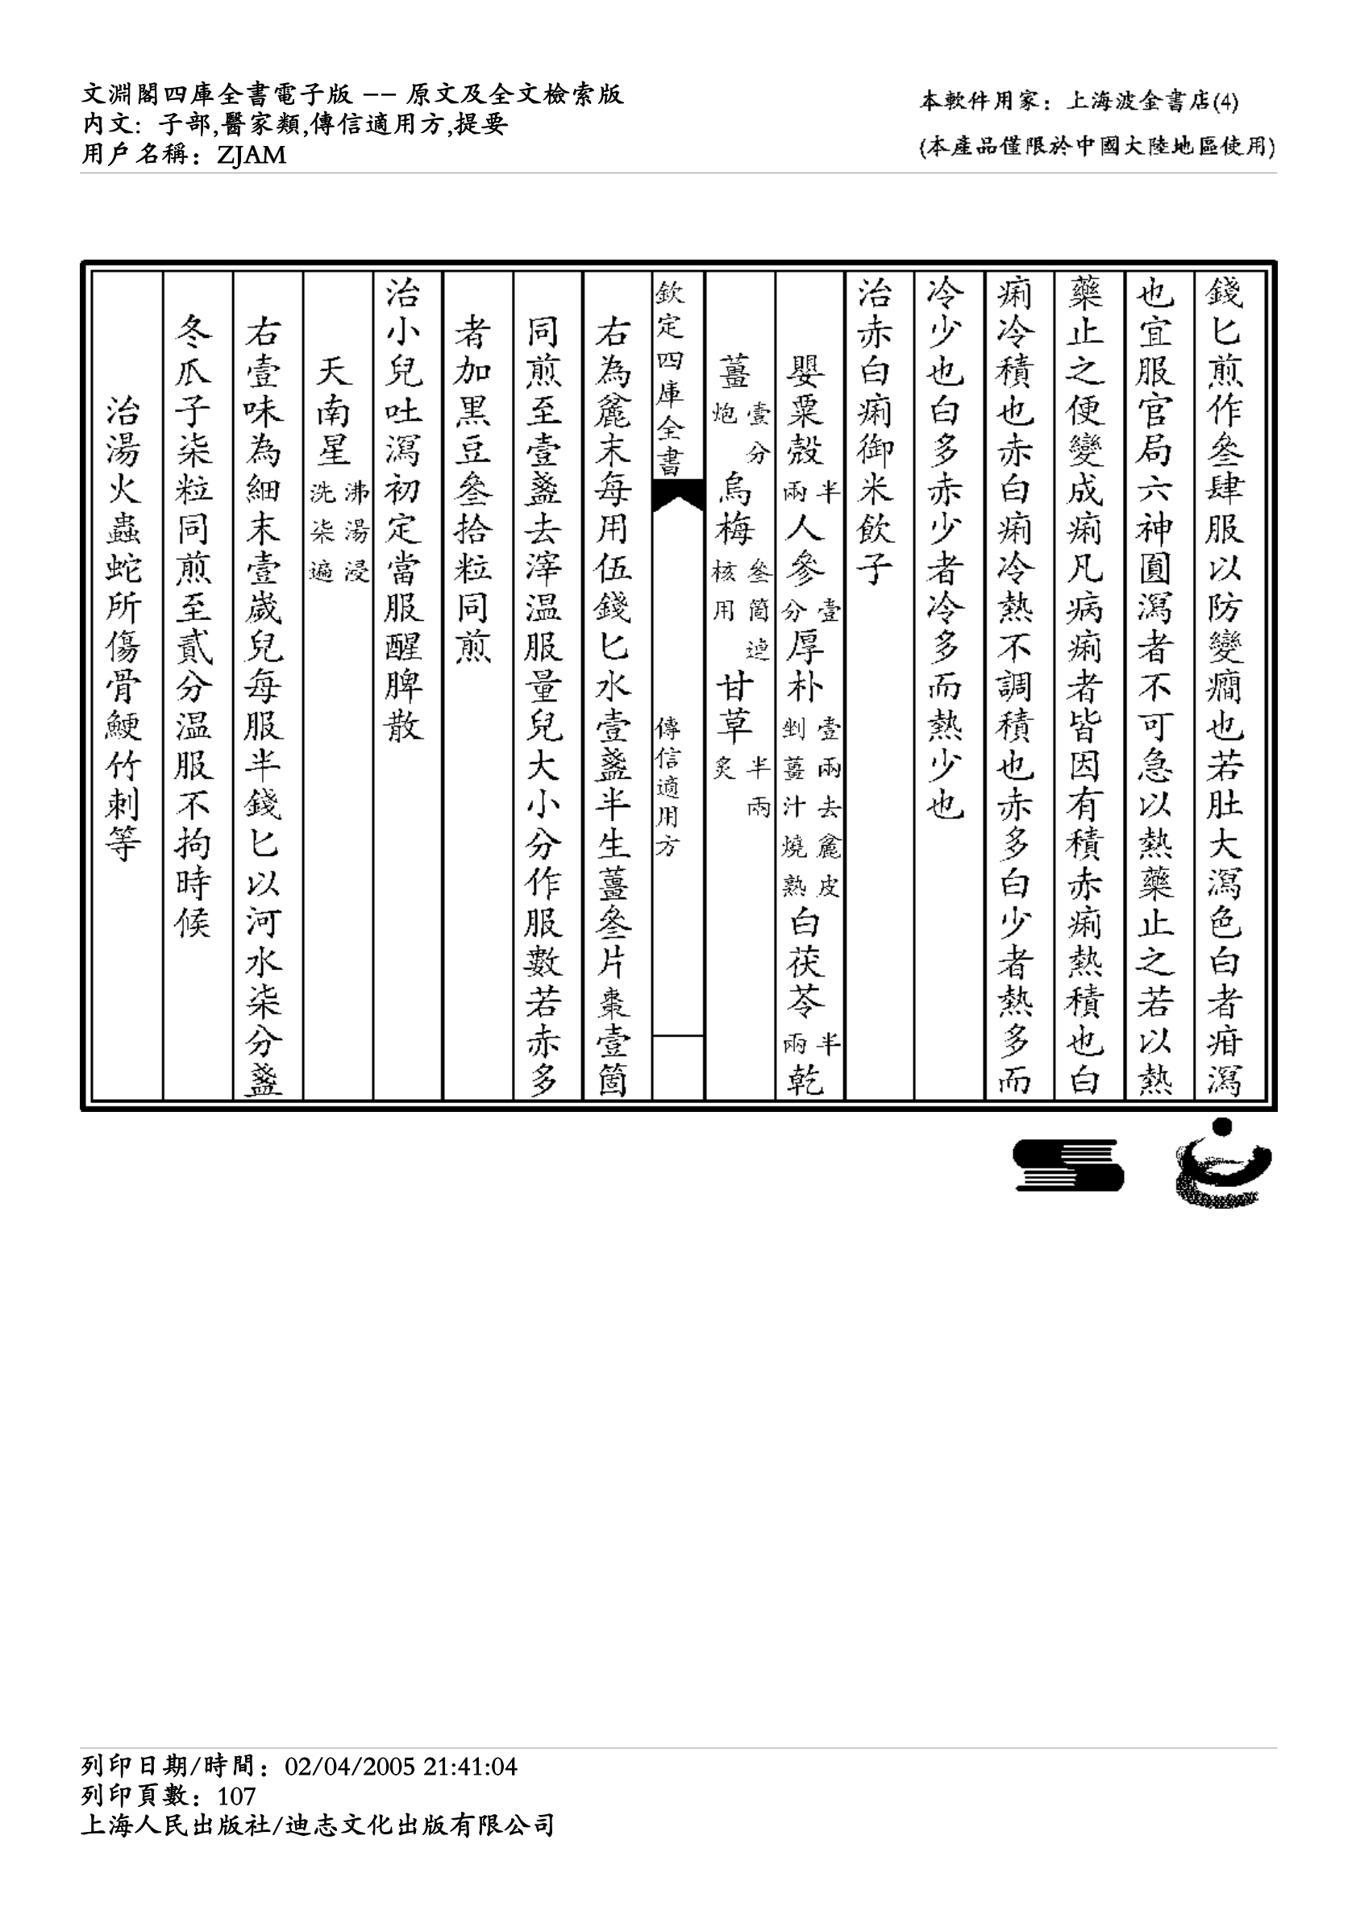 文淵閣四庫全書電子版 -- 原文及全文檢索版
內文: 子部,醫家類,傳信適用方,提要
用戶名稱: ZJAM
本軟件用家: 上海波金書店(4)
(本產品僅限於中國大陸地區使用)
錢匕煎作叄肆服以防變癎也若肚大瀉色白者疳瀉
也宜服官局六神圓瀉者不可急以熱藥止之若以熱
藥止之便變成痢凡病痢者皆因有積赤痢熱積也白
痢冷積也赤白痢冷熱不調積也赤多白少者熱多而
冷少也白多赤少者冷多而熱少也
治赤白痢御米飲子
嬰粟殼半兩人參壹分厚朴壹兩去麄皮剉薑汁燒熟白茯苓半兩乾
薑壹分炮烏梅叄箇連核用甘草半兩炙
欽定四庫全書 傳信適用方
右為麄末每用伍錢匕水壹盞半生薑叄片棗壹箇
同煎至壹盞去滓温服量兒大小分作服數若赤多
者加黑豆叄拾粒同煎
治小兒吐瀉初定當服醒脾散
天南星沸湯浸洗柒遍
右壹味為細末壹歲兒每服半錢匕以河水柒分盞
冬瓜子柒粒同煎至貳分温服不拘時候
治湯火蟲蛇所傷骨鯁竹刺等
列印日期/時間: 02/04/2005 21:41:04
列印頁數: 107
上海人民出版社/迪志文化出版有限公司